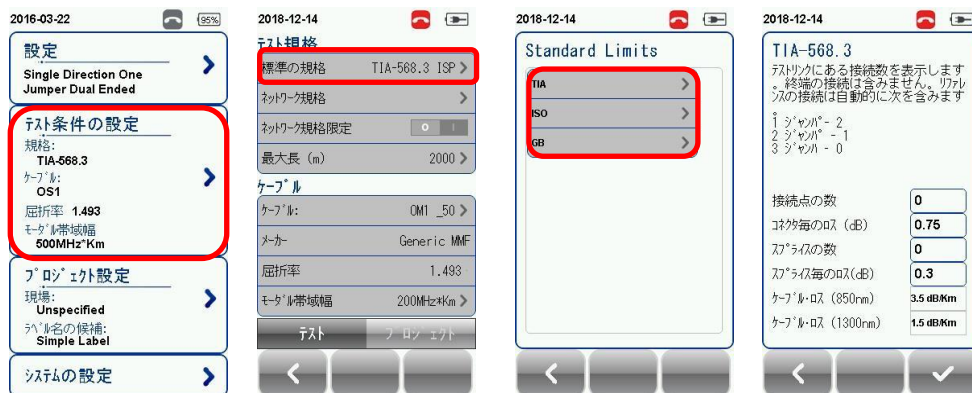 2016-03-22
95%
設定
Single Direction One
Jumper Dual Ended
テスト条件の設定
規格:
TIA-568.3
ケーブル:
OS1
屈折率 1.493
モーダル帯域幅
500MHz*Km
プロジェクト設定
現場:
Unspecified
ラベル名の候補:
Simple Label
システムの設定
2018-12-14
テスト規格
標準の規格 TIA-568.3 ISP
ネットワーク規格
ネットワーク規格限定
最大長 (m) 2000
ケーブル
ケーブル: OM1 _50
メーカー Generic MMF
屈折率 1.493
モーダル帯域幅 200MHz*Km
テスト プロジェクト
2018-12-14
Standard Limits
TIA
ISO
GB
2018-12-14
TIA-568.3
テストリンクにある接続数を表示します
。終端の接続は含みません。リファレ
ンスの接続は自動的に次を含みます
1 ジャンパ - 2
2 ジャンパ - 1
3 ジャンパ - 0
接続点の数 0
コネクタ毎のロス (dB) 0.75
スプライスの数 0
スプライス毎のロス(dB) 0.3
ケーブル・ロス (850nm) 3.5 dB/Km
ケーブル・ロス (1300nm) 1.5 dB/Km